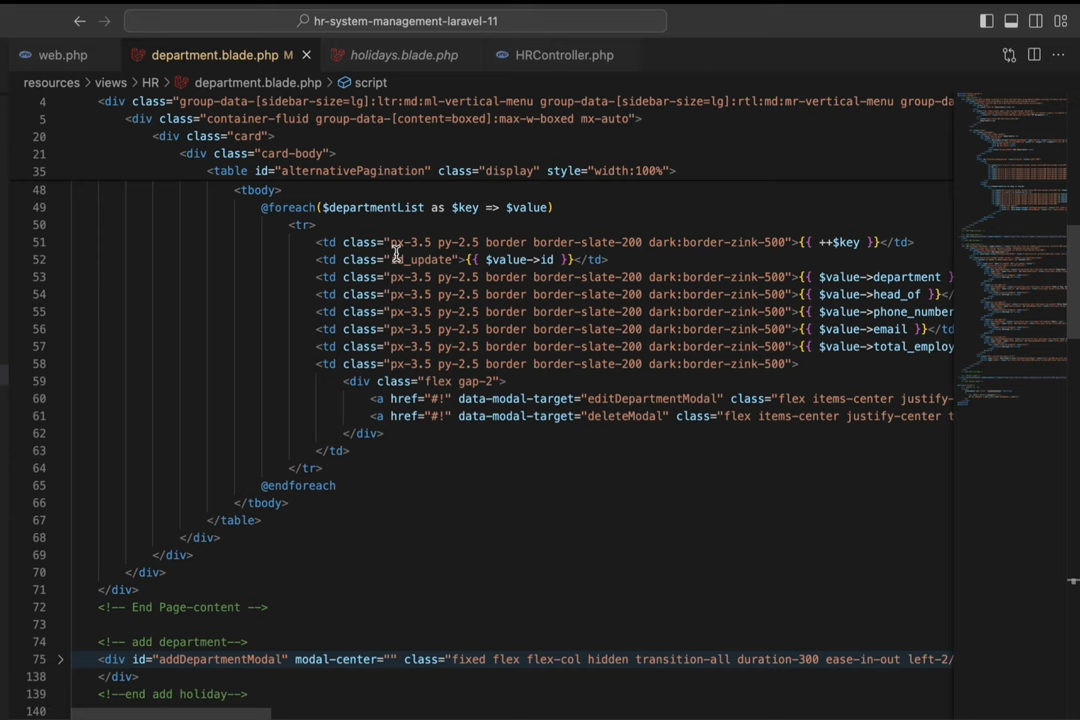 hr-system-management-laravel-11
web.php department.blade.php M holidays.blade.php HRController.php
resources > views > HR > department.blade.php > script
4 <div class="group-data-[sidebar-size=lg]:ltr:md:ml-vertical-menu group-data-[sidebar-size=lg]:rtl:md:mr-vertical-menu group-da
5 <div class="container-fluid group-data-[content=boxed]:max-w-boxed mx-auto">
20 <div class="card">
21 <div class="card-body">
35 <table id="alternativePagination" class="display" style="width:100%">
48 <tbody>
49 @foreach($departmentList as $key => $value)
50 <tr>
51 <td class="px-3.5 py-2.5 border border-slate-200 dark:border-zink-500">{{ ++$key }}</td>
52 <td class="id_update">{{ $value->id }}</td>
53 <td class="px-3.5 py-2.5 border border-slate-200 dark:border-zink-500">{{ $value->department }
54 <td class="px-3.5 py-2.5 border border-slate-200 dark:border-zink-500">{{ $value->head_of }}</
55 <td class="px-3.5 py-2.5 border border-slate-200 dark:border-zink-500">{{ $value->phone_number
56 <td class="px-3.5 py-2.5 border border-slate-200 dark:border-zink-500">{{ $value->email }}</td
57 <td class="px-3.5 py-2.5 border border-slate-200 dark:border-zink-500">{{ $value->total_employ
58 <td class="px-3.5 py-2.5 border border-slate-200 dark:border-zink-500">
59 <div class="flex gap-2">
60 <a href="#!" data-modal-target="editDepartmentModal" class="flex items-center justify-
61 <a href="#!" data-modal-target="deleteModal" class="flex items-center justify-center t
62 </div>
63 </td>
64 </tr>
65 @endforeach
66 </tbody>
67 </table>
68 </div>
69 </div>
70 </div>
71 </div>
72 <!-- End Page-content -->
73
74 <!-- add department-->
75 <div id="addDepartmentModal" modal-center="" class="fixed flex flex-col hidden transition-all duration-300 ease-in-out left-2/
138 </div>
139 <!--end add holiday-->
140